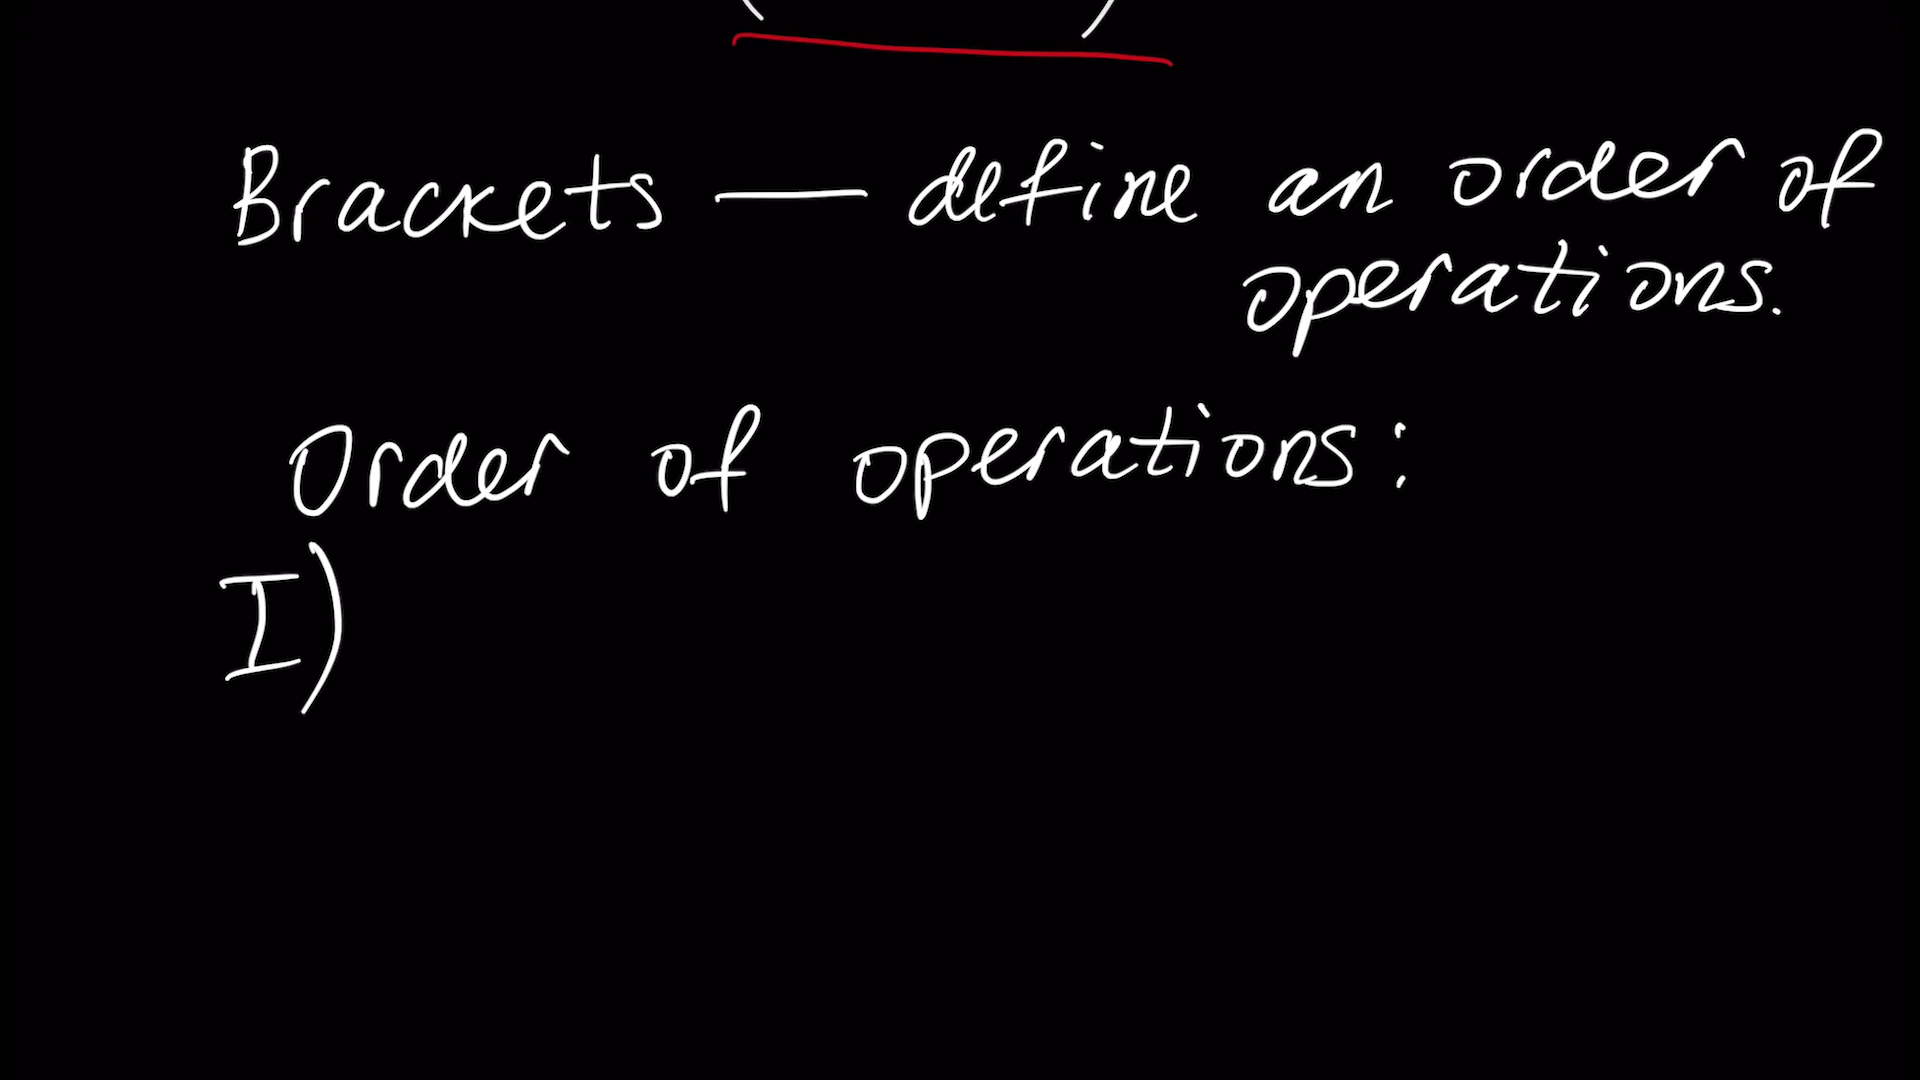 ( )
Brackets — define an order of
operations.
Order of operations:
I)